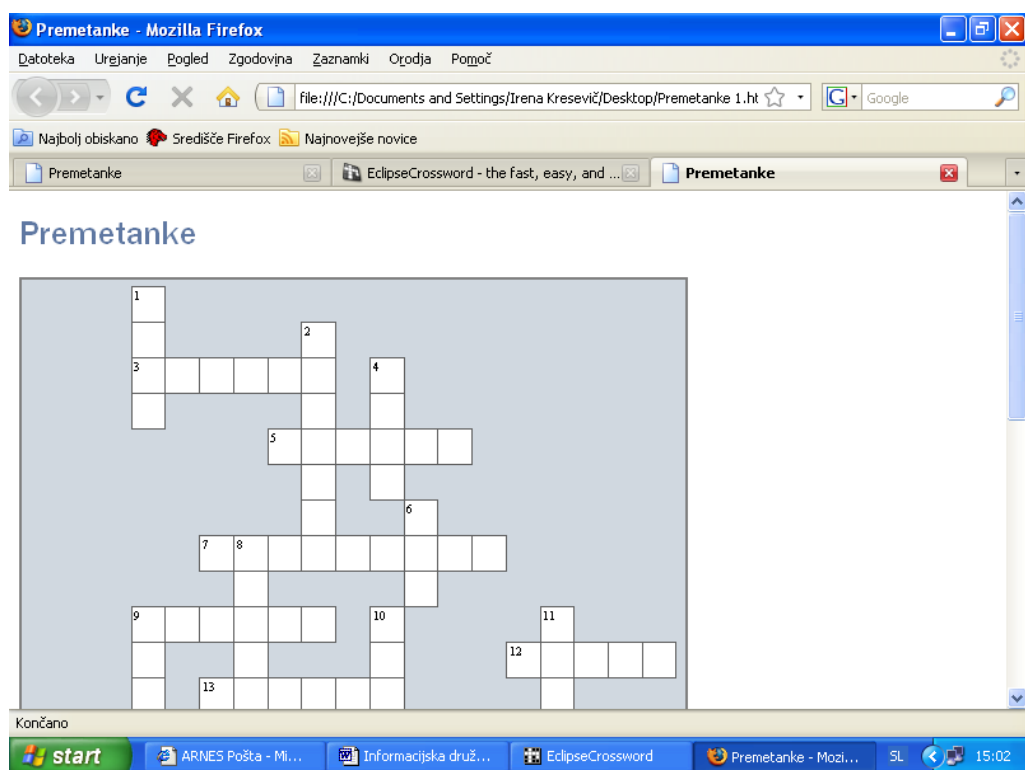 Premetanke - Mozilla Firefox
Datoteka Urejanje Pogled Zgodovina Zaznamki Orodja Pomoč
file:///C:/Documents and Settings/Irena Kresevič/Desktop/Premetanke 1.ht G Google
Najbolj obiskano Središče Firefox Najnovejše novice
Premetanke EclipseCrossword - the fast, easy, and ... Premetanke
Premetanke
1
2
3 4
5
6
7 8
9 10 11
12
13
Končano
start ARNES Pošta - Mi... Informacijska druž... EclipseCrossword Premetanke - Mozi... SL 15:02